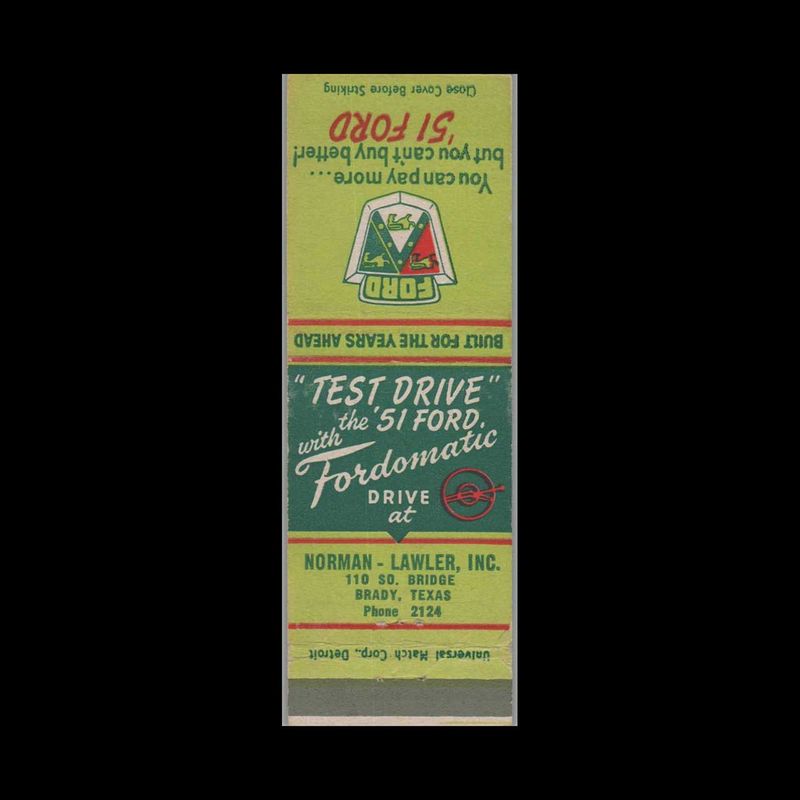 Close Cover Before Striking
'51 FORD
but you can't buy better!
You can pay more...
FORD
BUILT FOR THE YEARS AHEAD
"TEST DRIVE"
the '51 FORD.
with
Fordomatic
DRIVE
at
NORMAN - LAWLER, INC.
110 SO. BRIDGE
BRADY, TEXAS
Phone 2124
Universal Match Corp., Detroit